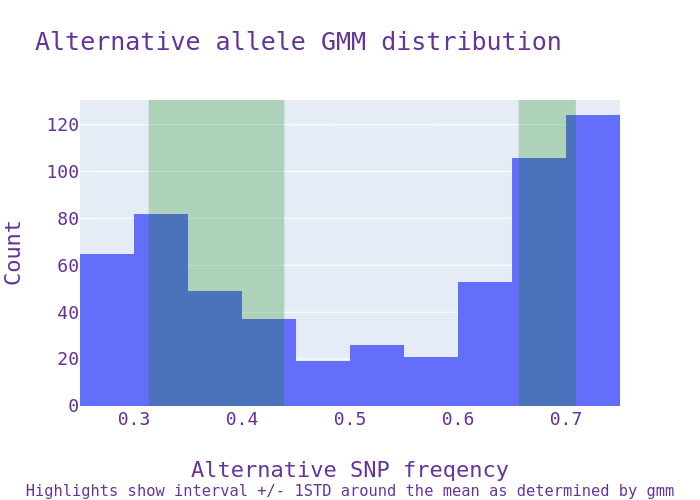 Alternative allele GMM distribution
120
100
80
60
40
20
0
Count
0.3 0.4 0.5 0.6 0.7
Alternative SNP freqency
Highlights show interval +/- 1STD around the mean as determined by gmm